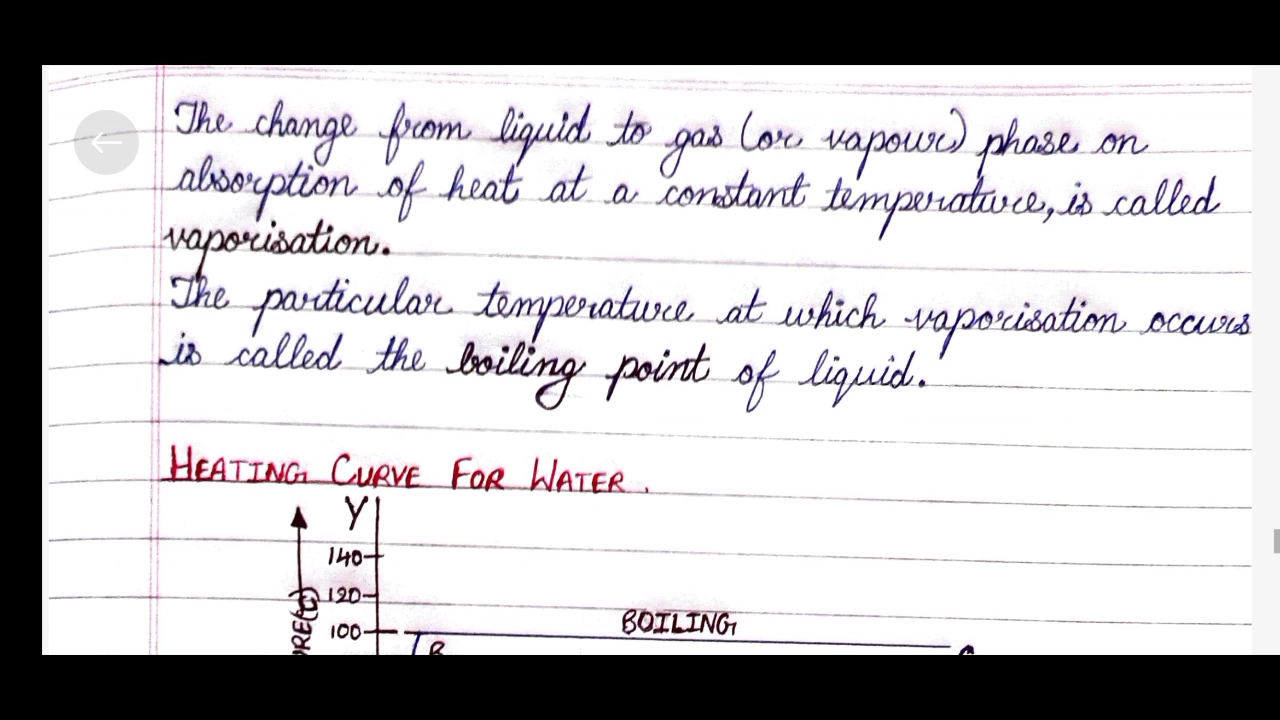 The change from liquid to gas (or vapour) phase on
absorption of heat at a constant temperature, is called
vaporisation.
The particular temperature at which vaporisation occurs
is called the boiling point of liquid.
HEATING CURVE FOR WATER.
Y
140
120
100
BOILING
B